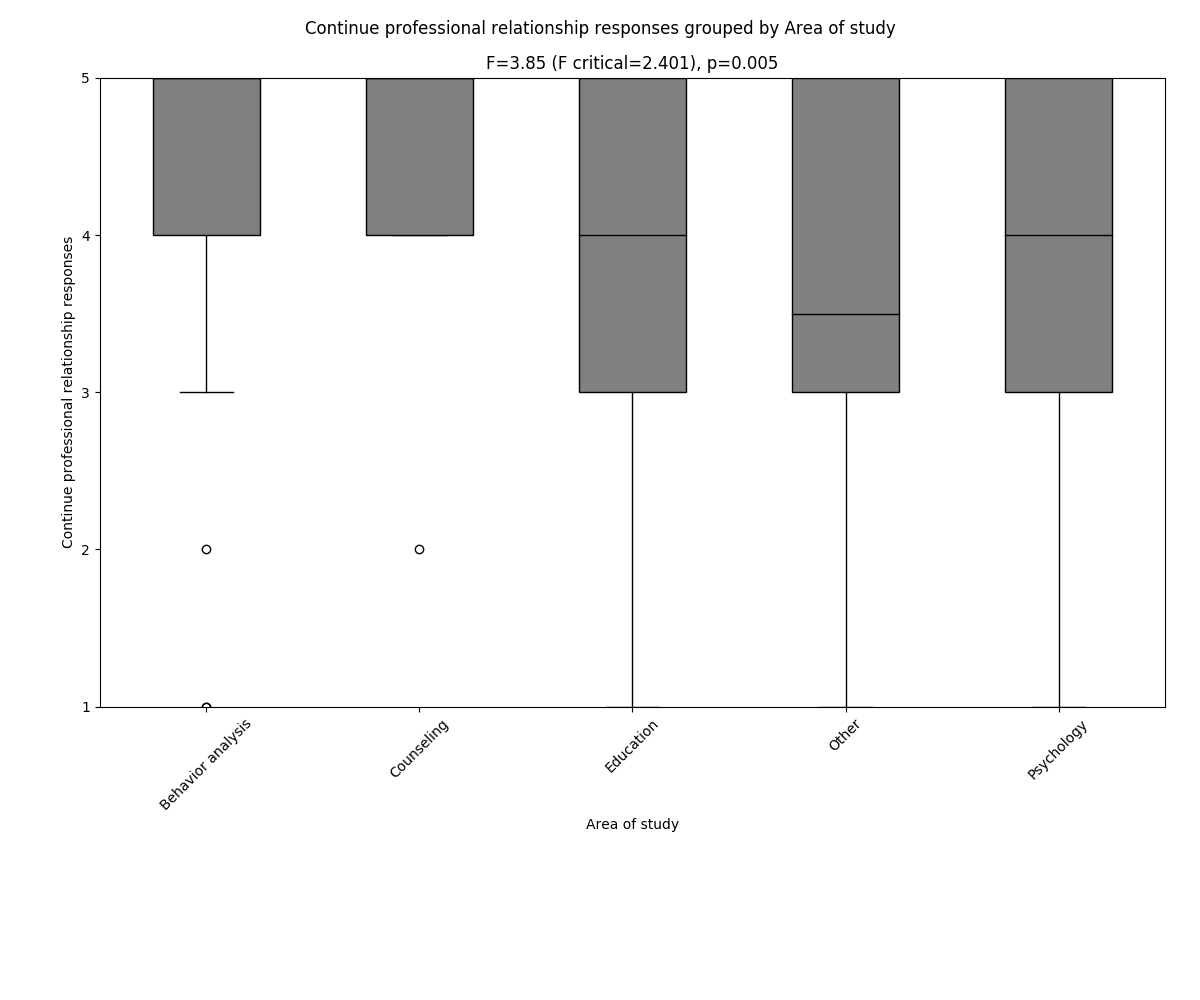 Continue professional relationship responses grouped by Area of study
F=3.85 (F critical=2.401), p=0.005
Continue professional relationship responses
5
4
3
2
1
Behavior analysis
Counseling
Education
Other
Psychology
Area of study